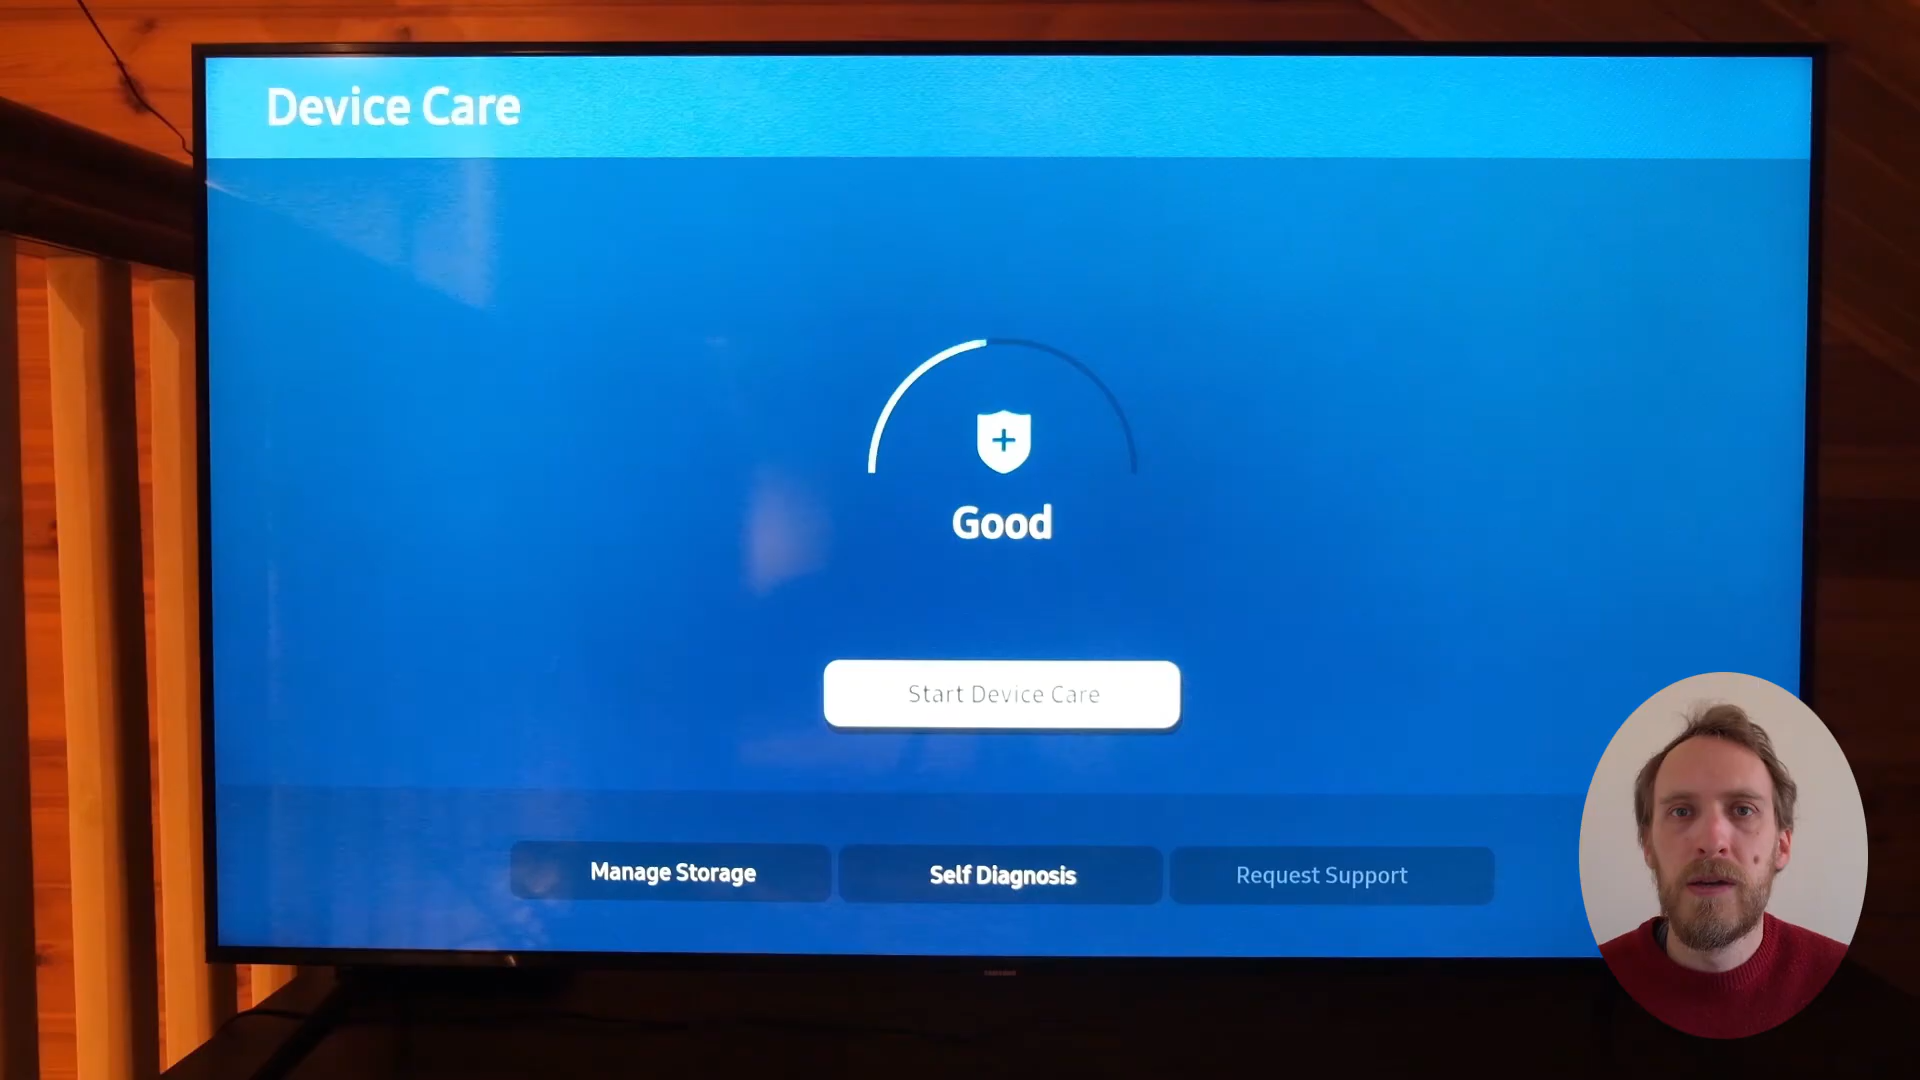 Device Care
Good
Start Device Care
Manage Storage
Self Diagnosis
Request Support